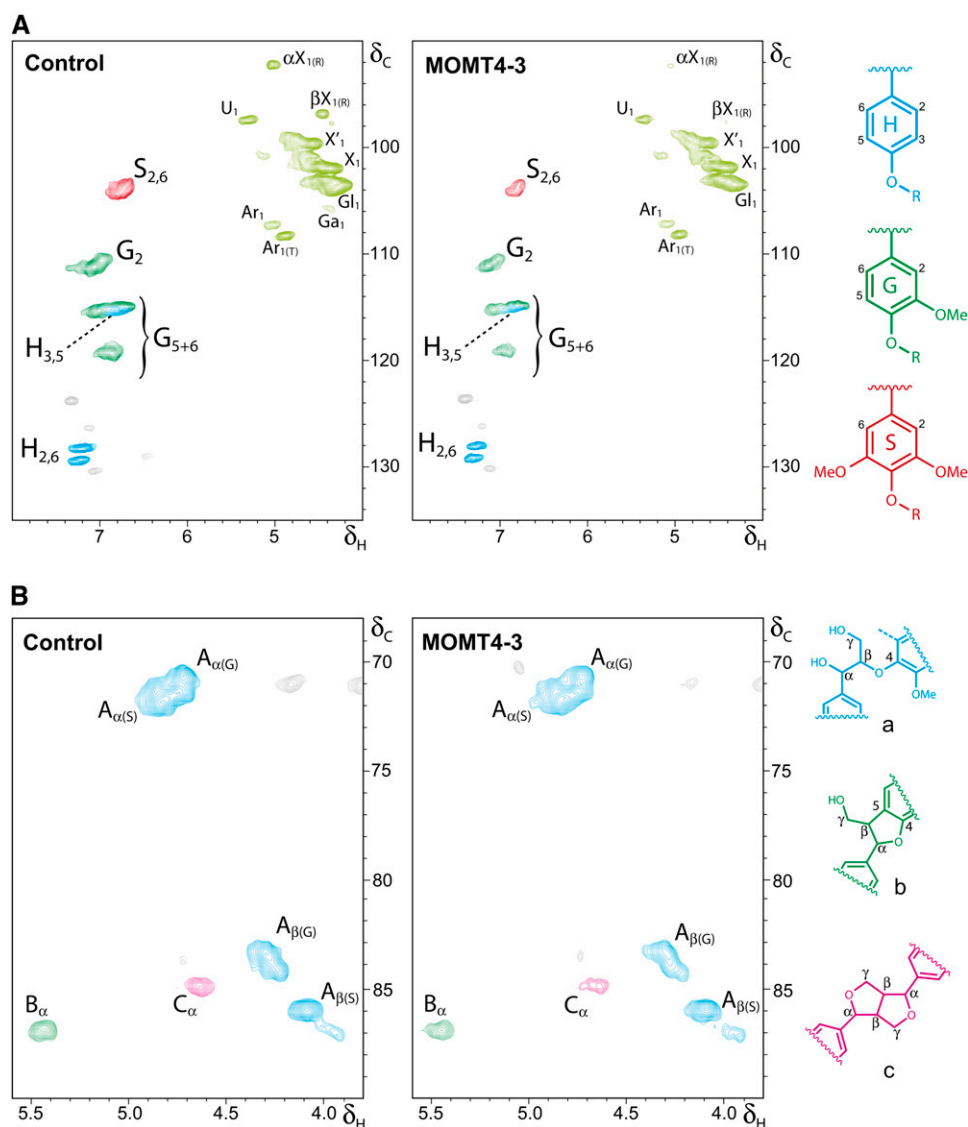 A
Control
δC
αX1(R)
U1
βX1(R)
X'1
100
X1
S2,6
Gl1
Ar1
Ga1
Ar1(T)
110
G2
H3,5
G5+6
120
H2,6
130
7
6
5
δH
MOMT4-3
δC
αX1(R)
U1
βX1(R)
X'1
100
X1
S2,6
Gl1
Ar1
Ar1(T)
110
G2
H3,5
G5+6
120
H2,6
130
7
6
5
δH
6
2
H
5
3
O
R
6
2
G
5
OMe
O
R
6
2
S
MeO
OMe
O
R
B
Control
δC
Aα(G)
70
Aα(S)
75
80
Aβ(G)
85
Bα
Cα
Aβ(S)
5.5
5.0
4.5
4.0
δH
MOMT4-3
δC
Aα(G)
70
Aα(S)
75
80
Aβ(G)
85
Bα
Cα
Aβ(S)
5.5
5.0
4.5
4.0
δH
HO
γ
β
4
HO
α
O
OMe
a
HO
γ
5
β
4
α
O
b
γ
β
O
α
α
β
O
γ
c